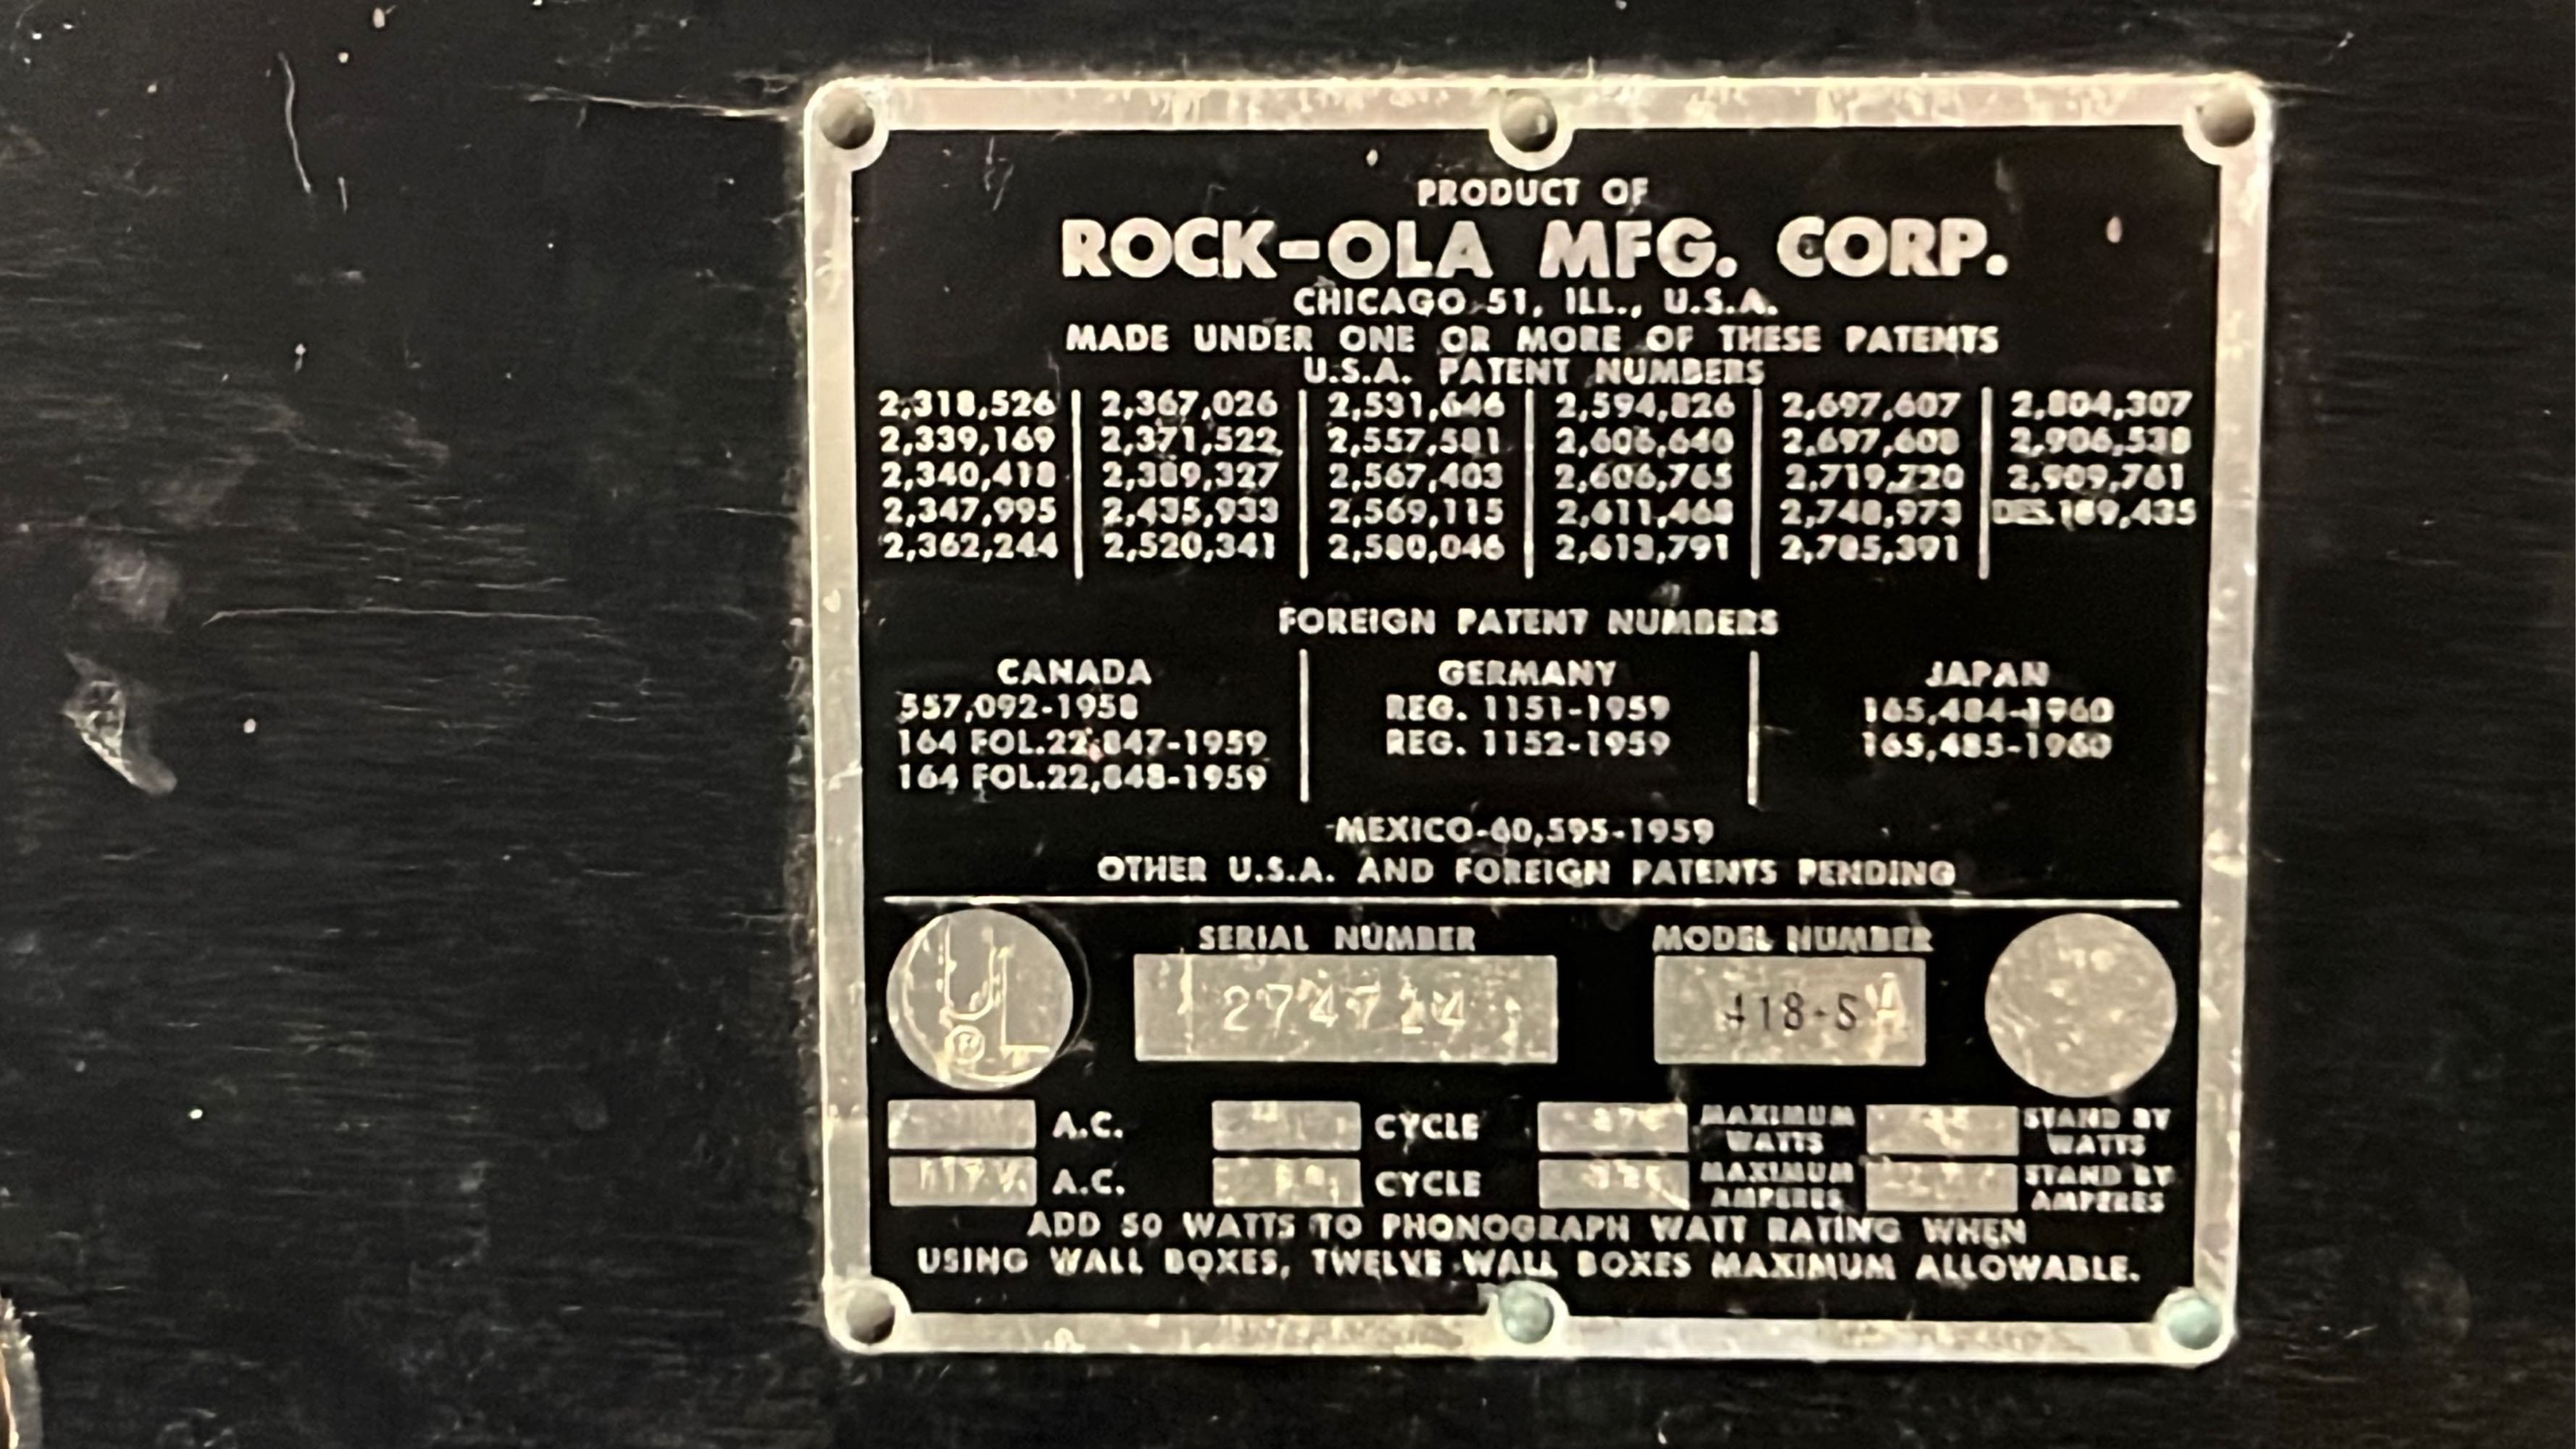 PRODUCT OF
ROCK-OLA MFG. CORP.
CHICAGO 51, ILL., U.S.A.
MADE UNDER ONE OR MORE OF THESE PATENTS
U.S.A. PATENT NUMBERS
2,318,526 2,367,026 2,531,646 2,594,826 2,697,607 2,804,307
2,339,169 2,371,522 2,557,581 2,606,640 2,697,608 2,906,538
2,340,418 2,389,327 2,567,403 2,606,765 2,719,720 2,909,761
2,347,995 2,435,933 2,569,115 2,611,468 2,748,973 DES.189,435
2,362,244 2,520,341 2,580,046 2,613,791 2,785,391
FOREIGN PATENT NUMBERS
CANADA GERMANY JAPAN
557,092-1958 REG. 1151-1959 165,484-1960
164 FOL.22,847-1959 REG. 1152-1959 165,485-1960
164 FOL.22,848-1959
MEXICO-60,595-1959
OTHER U.S.A. AND FOREIGN PATENTS PENDING
SERIAL NUMBER MODEL NUMBER
UL 274724 418-SA
A.C. CYCLE MAXIMUM WATTS STAND BY WATTS
117 V. A.C. CYCLE MAXIMUM AMPERES STAND BY AMPERES
ADD 50 WATTS TO PHONOGRAPH WATT RATING WHEN
USING WALL BOXES, TWELVE WALL BOXES MAXIMUM ALLOWABLE.